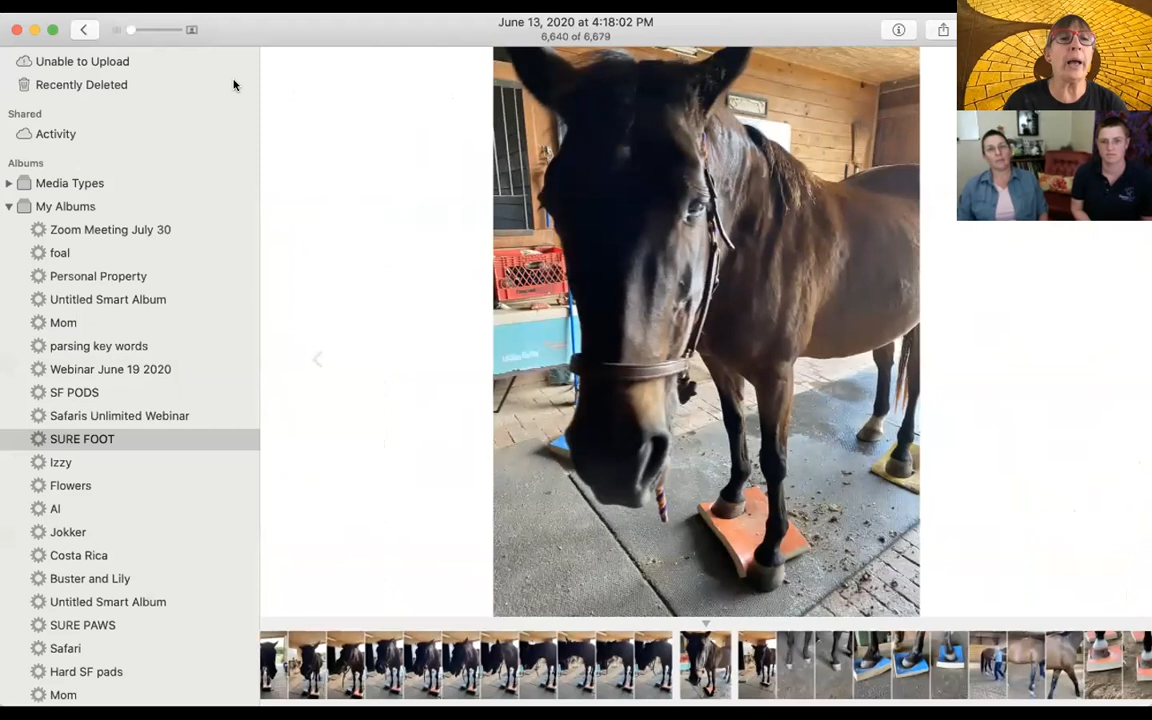 June 13, 2020 at 4:18:02 PM
6,640 of 6,679
Unable to Upload
Recently Deleted
Shared
Activity
Albums
Media Types
My Albums
Zoom Meeting July 30
foal
Personal Property
Untitled Smart Album
Mom
parsing key words
Webinar June 19 2020
SF PODS
Safaris Unlimited Webinar
SURE FOOT
Izzy
Flowers
Al
Jokker
Costa Rica
Buster and Lily
Untitled Smart Album
SURE PAWS
Safari
Hard SF pads
Mom